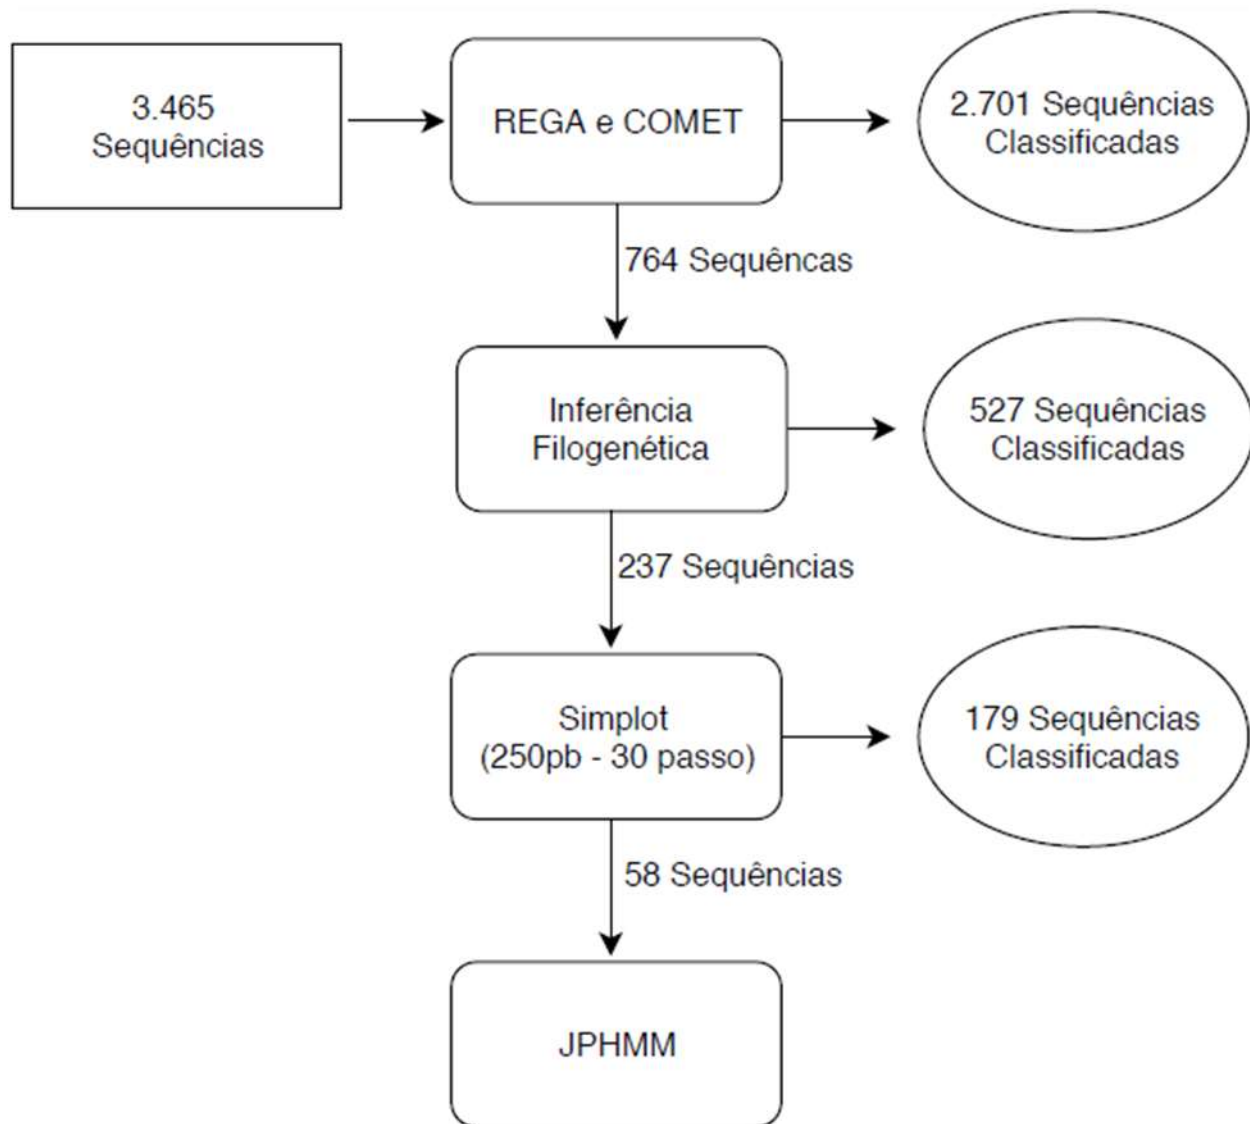 3.465
Sequências
REGA e COMET
2.701 Sequências
Classificadas
764 Sequêncas
Inferência
Filogenética
527 Sequências
Classificadas
237 Sequências
Simplot
(250pb - 30 passo)
179 Sequências
Classificadas
58 Sequências
JPHMM